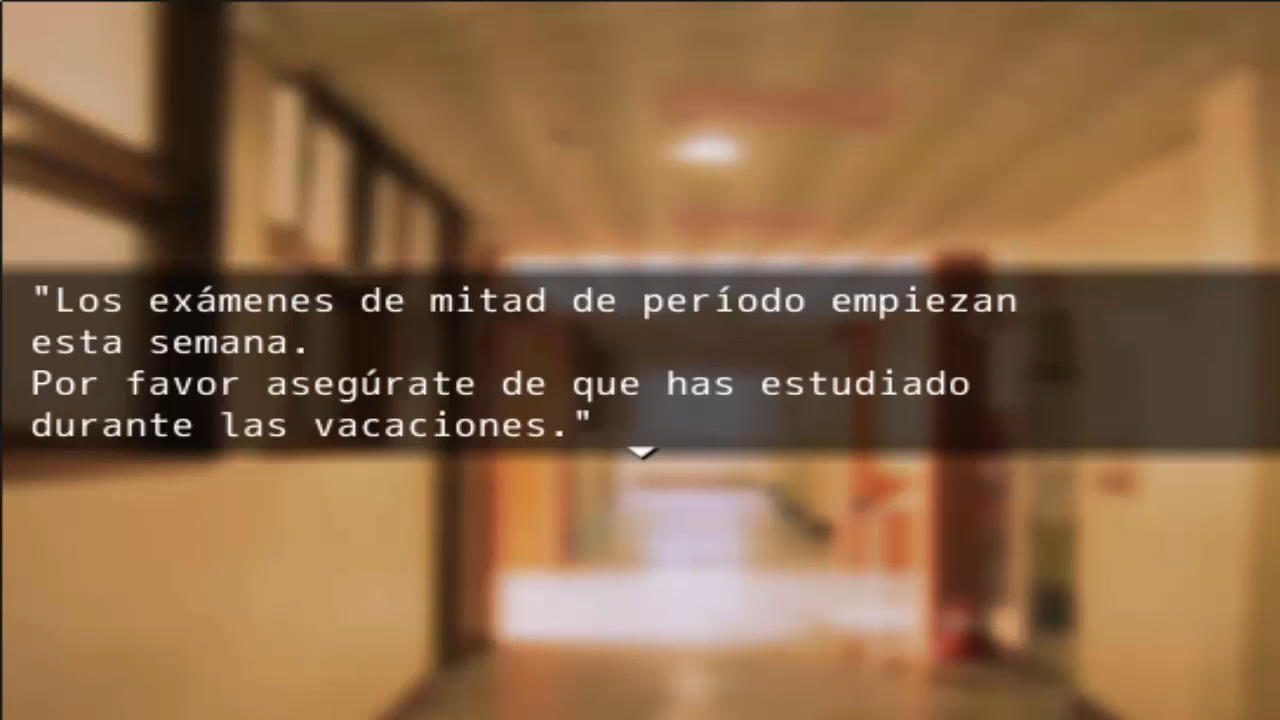 "Los exámenes de mitad de período empiezan
esta semana.
Por favor asegúrate de que has estudiado
durante las vacaciones."